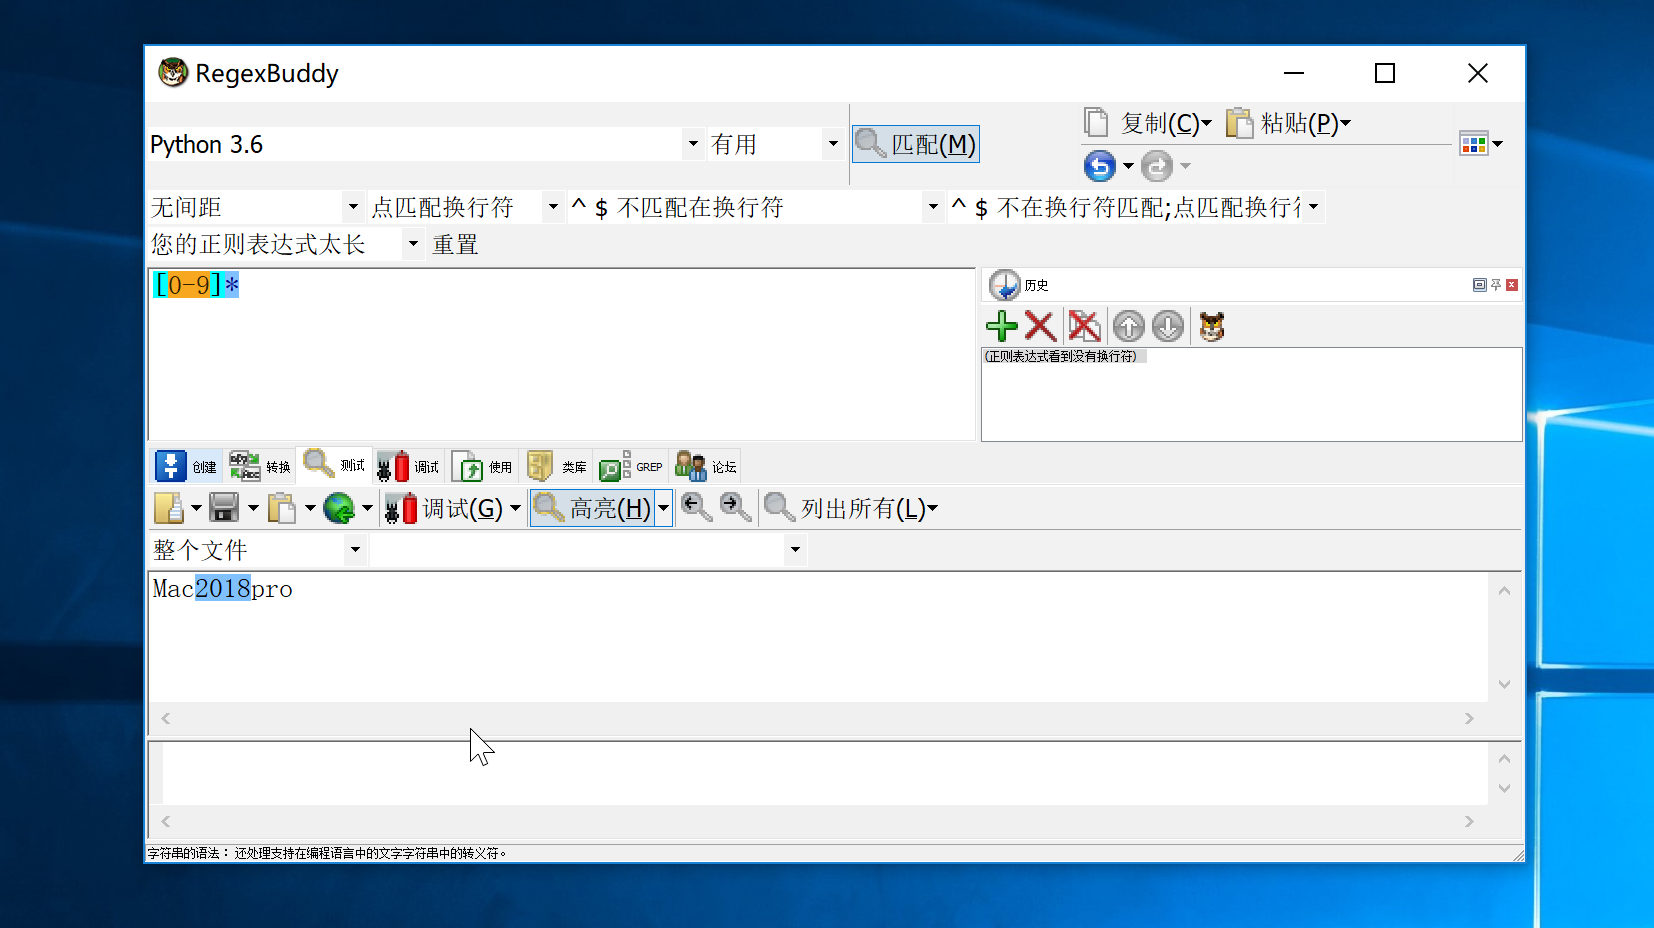 RegexBuddy
Python 3.6 有用 匹配(M) 复制(C) 粘贴(P)
无间距 点匹配换行符 ^ $ 不匹配在换行符 ^ $ 不在换行符匹配;点匹配换行
您的正则表达式太长 重置
[0-9]*
历史
(正则表达式看到没有换行符)
创建 转换 测试 调试 使用 类库 GREP 论坛
调试(G) 高亮(H) 列出所有(L)
整个文件
Mac2018pro
字符串的语法： 还处理支持在编程语言中的文字字符串中的转义符。